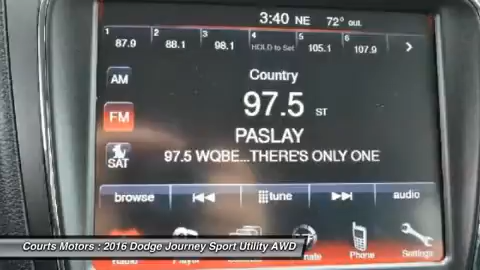 3:40 NE 72° out.
1 2 3 4 5 6
87.9 88.1 98.1 HOLD to Set 105.1 107.9
AM
Country
FM
97.5 ST
PASLAY
SAT
97.5 WQBE...THERE'S ONLY ONE
browse tune audio
Radio Player Phone Settings
Courts Motors : 2016 Dodge Journey Sport Utility AWD